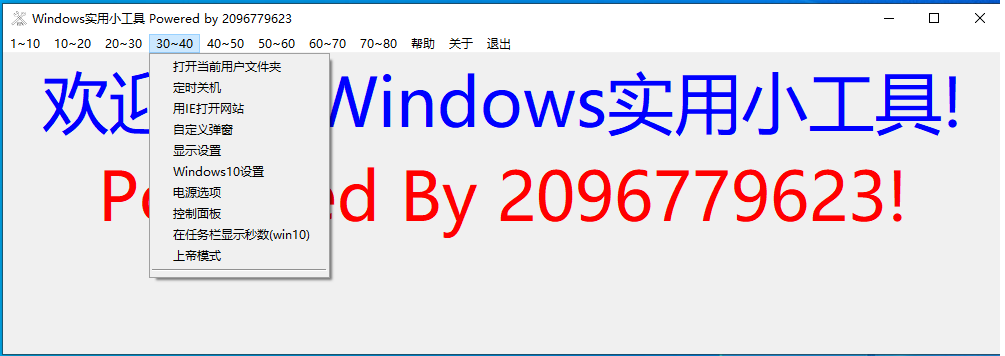 Windows实用小工具 Powered by 2096779623
1~10 10~20 20~30 30~40 40~50 50~60 60~70 70~80 帮助 关于 退出
打开当前用户文件夹
定时关机
用IE打开网站
自定义弹窗
显示设置
Windows10设置
电源选项
控制面板
在任务栏显示秒数(win10)
上帝模式
欢迎 Windows实用小工具!
Po ed By 2096779623!